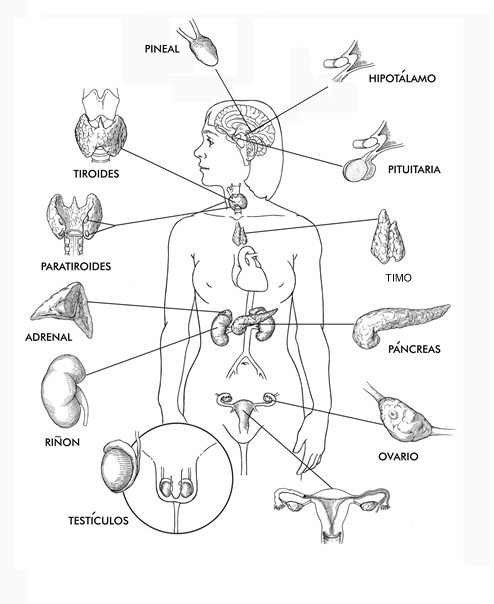 PINEAL
HIPOTÁLAMO
TIROIDES
PITUITARIA
PARATIROIDES
TIMO
ADRENAL
PÁNCREAS
RIÑON
OVARIO
TESTÍCULOS